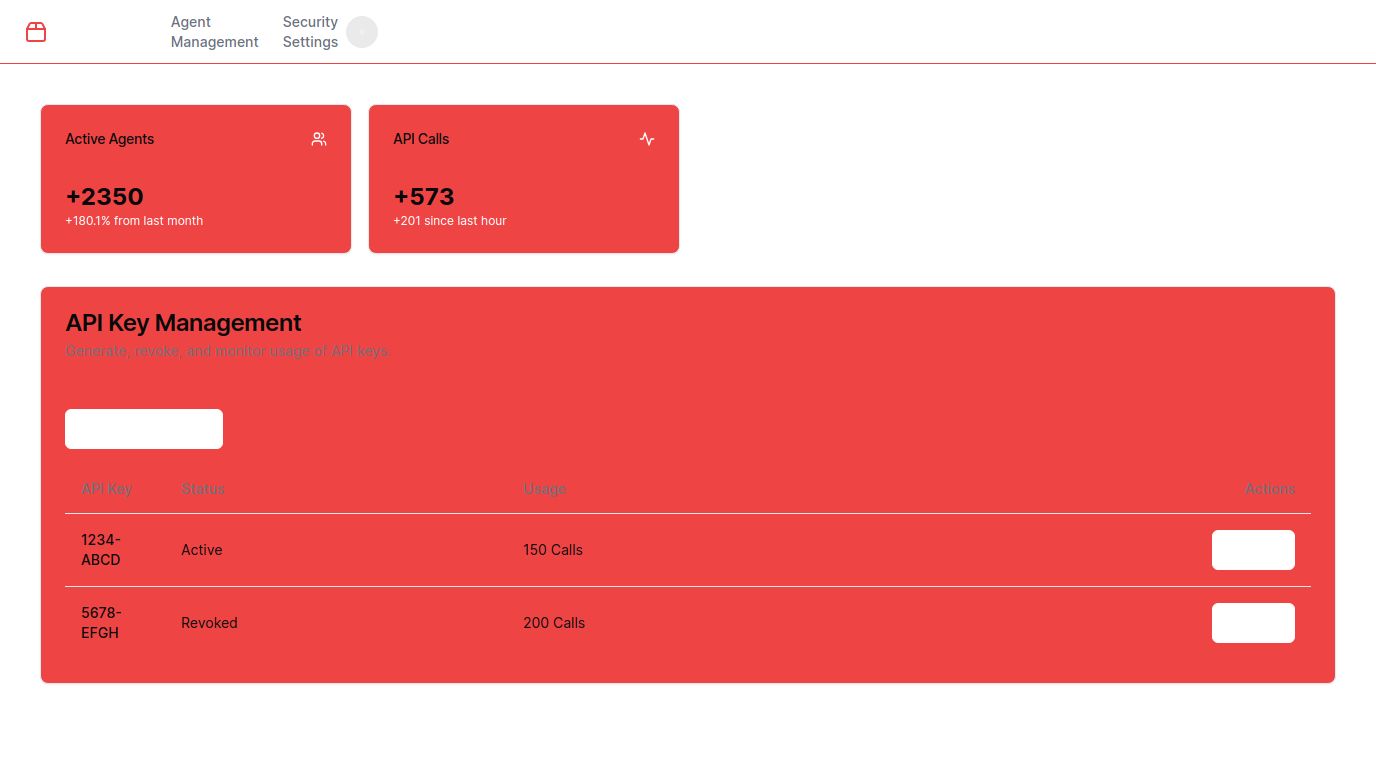 Agent
Management
Security
Settings
Active Agents
+2350
+180.1% from last month
API Calls
+573
+201 since last hour
API Key Management
Generate, revoke, and monitor usage of API keys.
API Key Status Usage Actions
1234-
ABCD
Active
150 Calls
5678-
EFGH
Revoked
200 Calls